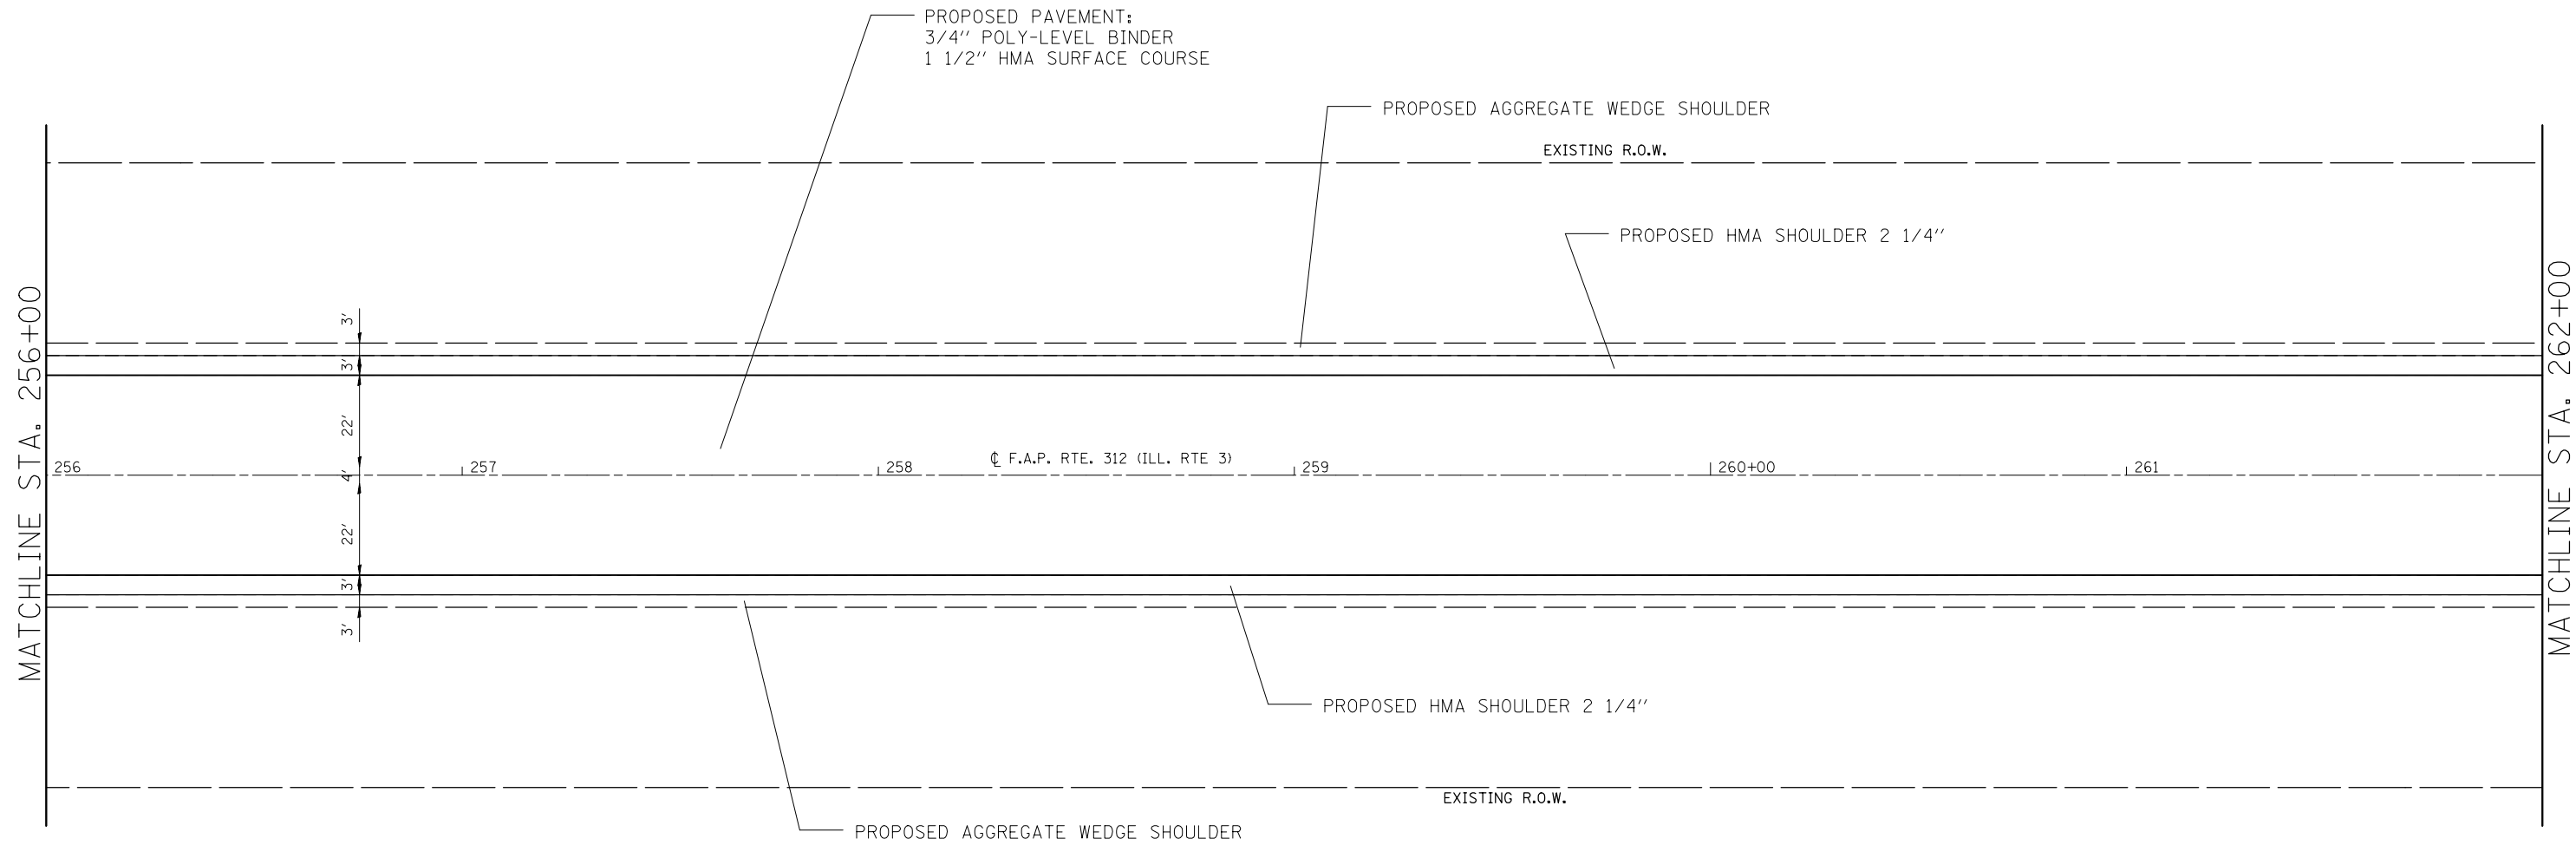 PROPOSED PAVEMENT:
3/4" POLY-LEVEL BINDER
1 1/2" HMA SURFACE COURSE
PROPOSED AGGREGATE WEDGE SHOULDER
EXISTING R.O.W.
PROPOSED HMA SHOULDER 2 1/4"
MATCHLINE STA. 256+00
MATCHLINE STA. 262+00
3'
3'
22'
4'
22'
3'
3'
℄ F.A.P. RTE. 312 (ILL. RTE 3)
256
257
258
259
260+00
261
PROPOSED HMA SHOULDER 2 1/4"
EXISTING R.O.W.
PROPOSED AGGREGATE WEDGE SHOULDER